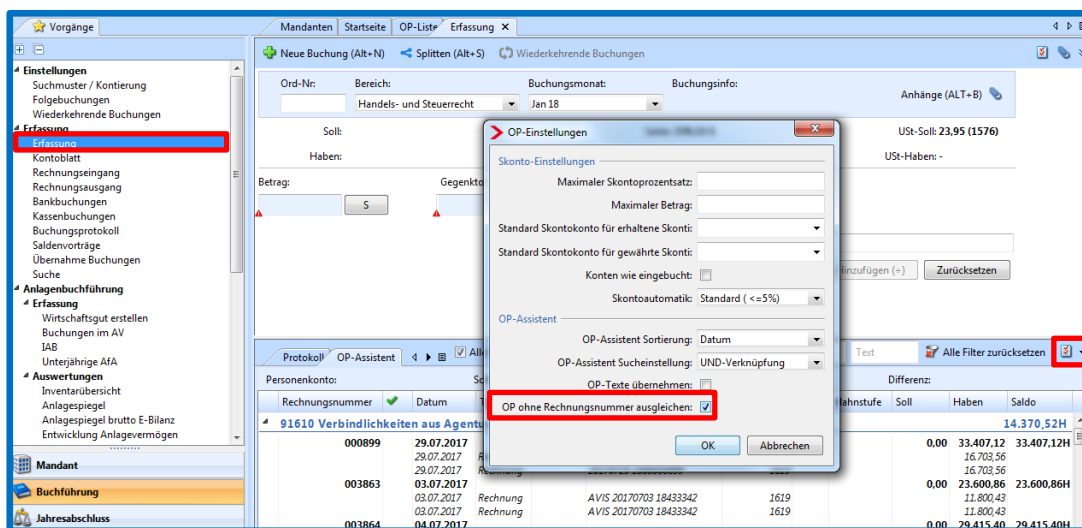 Vorgänge
Mandanten Startseite OP-Liste Erfassung
Neue Buchung (Alt+N) Splitten (Alt+S) Wiederkehrende Buchungen
Einstellungen
Suchmuster / Kontierung
Folgebuchungen
Wiederkehrende Buchungen
Erfassung
Erfassung
Kontoblatt
Rechnungseingang
Rechnungsausgang
Bankbuchungen
Kassenbuchungen
Buchungsprotokoll
Saldenvorträge
Übernahme Buchungen
Suche
Anlagenbuchführung
Erfassung
Wirtschaftsgut erstellen
Buchungen im AV
IAB
Unterjährige AfA
Auswertungen
Inventarübersicht
Anlagespiegel
Anlagespiegel brutto E-Bilanz
Entwicklung Anlagevermögen
Mandant
Buchführung
Jahresabschluss
Ord-Nr: Bereich: Buchungsmonat: Buchungsinfo:
Handels- und Steuerrecht Jan 18 Anhänge (ALT+B)
Soll: USt-Soll: 23,95 (1576)
Haben: USt-Haben: -
Betrag: Gegenkto
S
Hinzufügen (+) Zurücksetzen
OP-Einstellungen
Skonto-Einstellungen
Maximaler Skontoprozentsatz:
Maximaler Betrag:
Standard Skontokonto für erhaltene Skonti:
Standard Skontokonto für gewährte Skonti:
Konten wie eingebucht:
Skontoautomatik: Standard ( <=5%)
OP-Assistent
OP-Assistent Sortierung: Datum
OP-Assistent Sucheinstellung: UND-Verknüpfung
OP-Texte übernehmen:
OP ohne Rechnungsnummer ausgleichen:
OK Abbrechen
Protokoll OP-Assistent Text Alle Filter zurücksetzen
Personenkonto: Differenz:
Rechnungsnummer Datum Soll Haben Saldo
91610 Verbindlichkeiten aus 14.370,52H
000899 29.07.2017 0,00 33.407,12 33.407,12H
29.07.2017 16.703,56
29.07.2017 Rechnung 1619 16.703,56
003863 03.07.2017 0,00 23.600,86 23.600,86H
03.07.2017 Rechnung AVIS 20170703 18433342 1619 11.800,43
03.07.2017 Rechnung AVIS 20170703 18433342 1619 11.800,43
003864 04.07.2017 0,00 29.415,40 29.415,40H